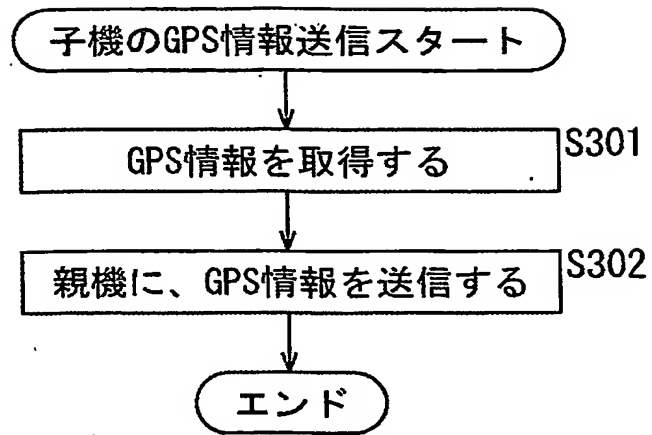 子機のGPS情報送信スタート
GPS情報を取得する
S301
親機に、GPS情報を送信する
S302
エンド